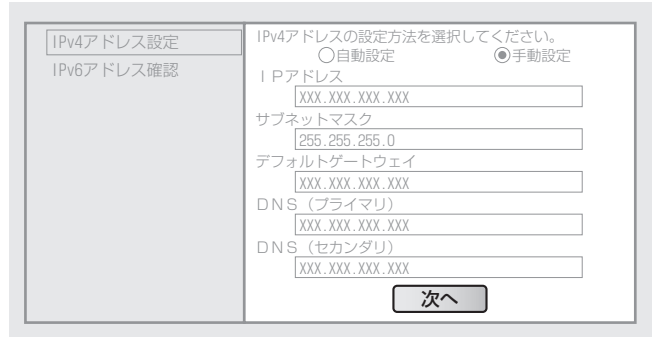 IPv4アドレス設定
IPv6アドレス確認
IPv4アドレスの設定方法を選択してください。
○自動設定 ◉手動設定
ＩＰアドレス
XXX.XXX.XXX.XXX
サブネットマスク
255.255.255.0
デフォルトゲートウェイ
XXX.XXX.XXX.XXX
ＤＮＳ（プライマリ）
XXX.XXX.XXX.XXX
ＤＮＳ（セカンダリ）
XXX.XXX.XXX.XXX
次へ